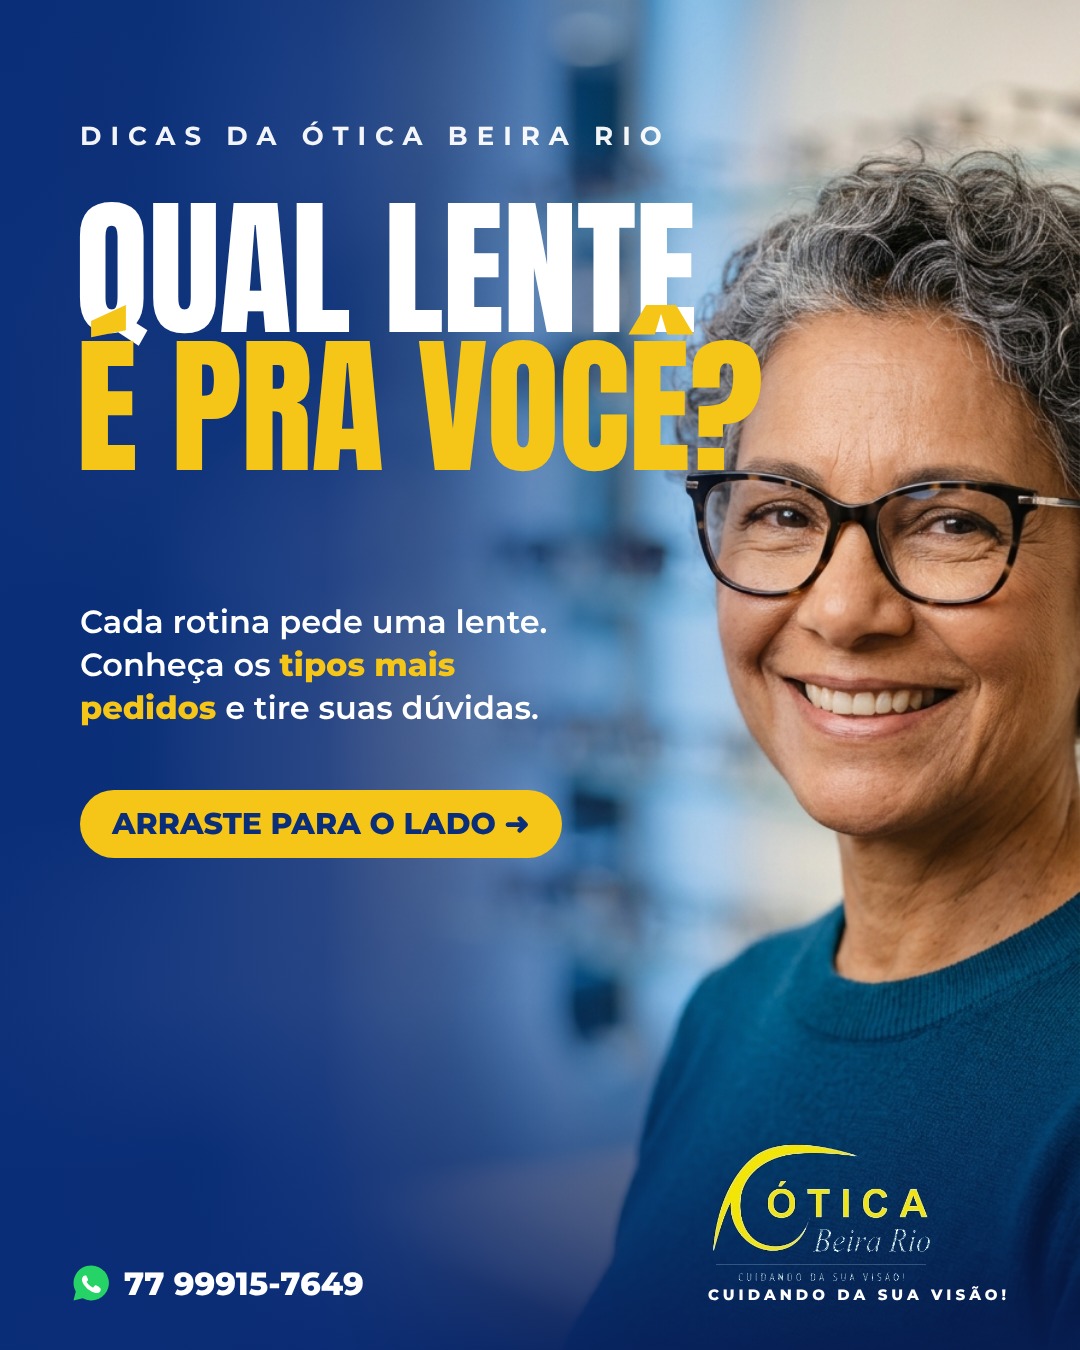 DICAS DA ÓTICA BEIRA RIO
QUAL LENTE
É PRA VOCÊ?
Cada rotina pede uma lente.
Conheça os tipos mais
pedidos e tire suas dúvidas.
ARRASTE PARA O LADO ➜
ÓTICA
Beira Rio
CUIDANDO DA SUA VISÃO!
CUIDANDO DA SUA VISÃO!
77 99915-7649